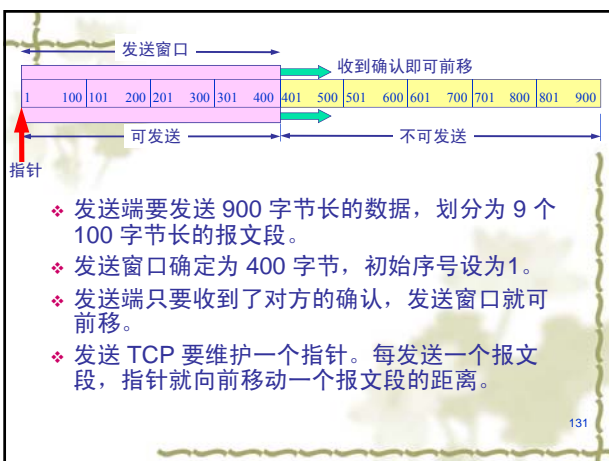 发送窗口
收到确认即可前移
1 100 101 200 201 300 301 400 401 500 501 600 601 700 701 800 801 900
可发送 不可发送
指针
发送端要发送 900 字节长的数据，划分为 9 个
100 字节长的报文段。
发送窗口确定为 400 字节，初始序号设为1。
发送端只要收到了对方的确认，发送窗口就可
前移。
发送 TCP 要维护一个指针。每发送一个报文
段，指针就向前移动一个报文段的距离。
131